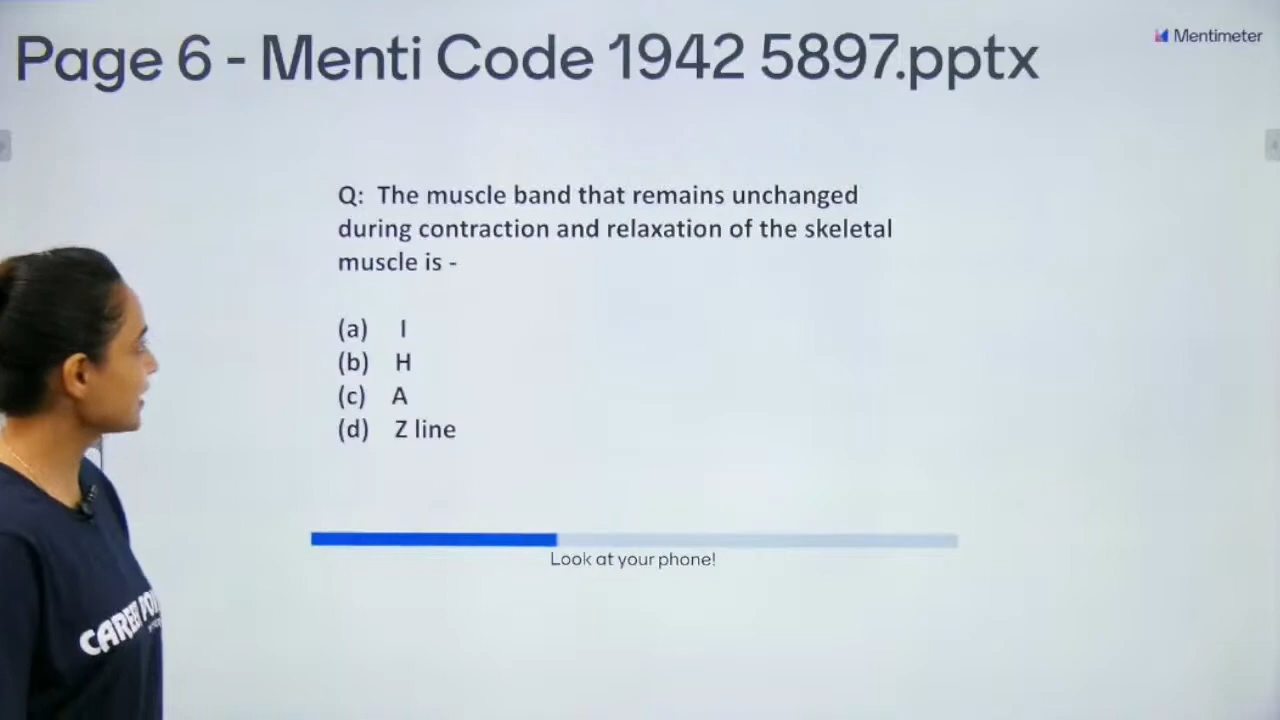 Page 6 - Menti Code 1942 5897.pptx
Mentimeter
Q: The muscle band that remains unchanged
during contraction and relaxation of the skeletal
muscle is -
(a) I
(b) H
(c) A
(d) Z line
Look at your phone!
CAREER